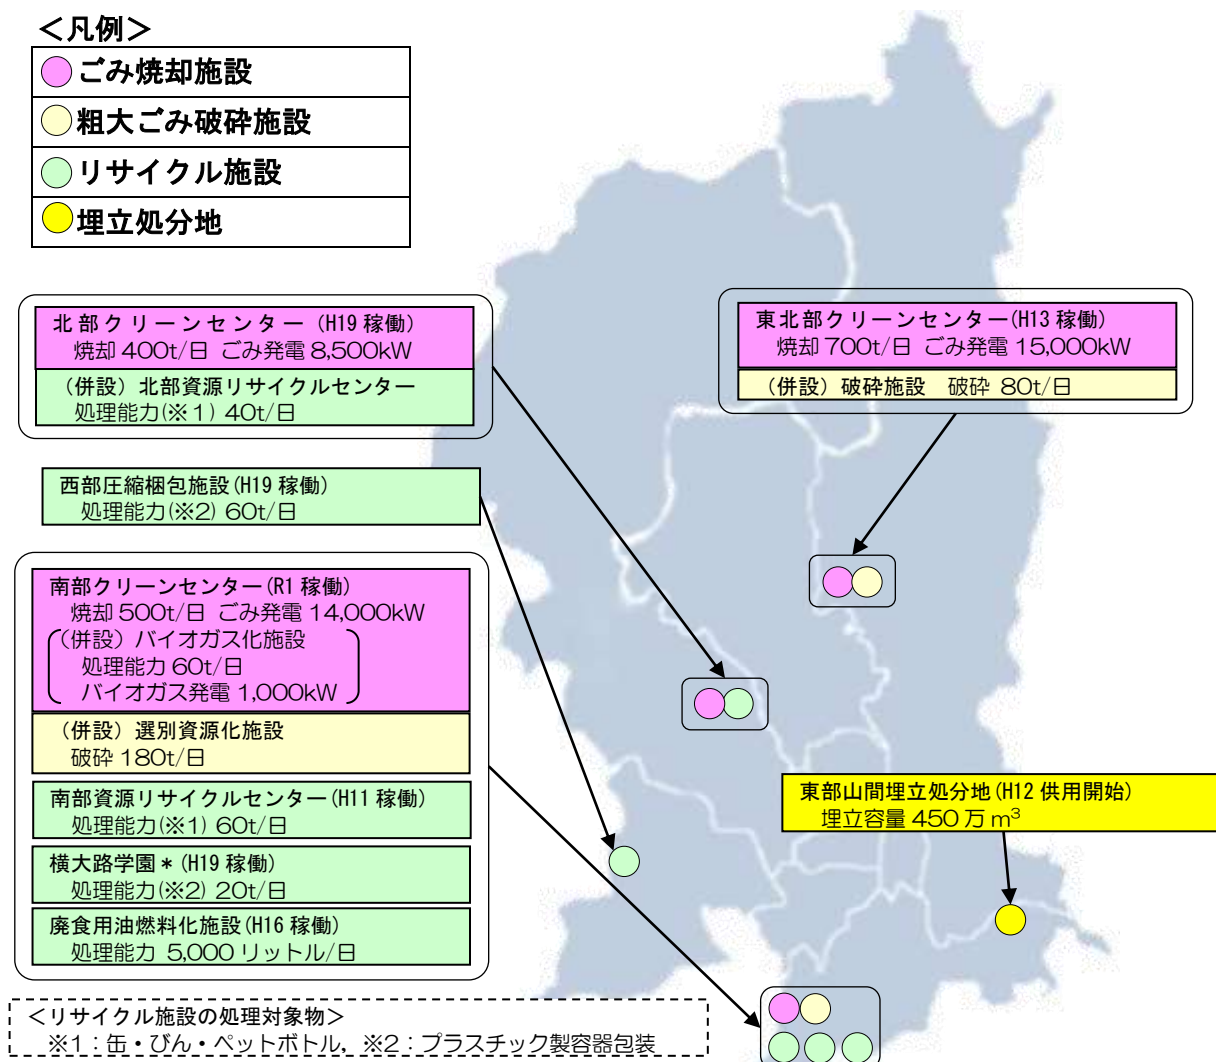 ＜凡例＞
ごみ焼却施設
粗大ごみ破砕施設
リサイクル施設
埋立処分地
北部クリーンセンター (H19 稼働)
焼却 400t/日 ごみ発電 8,500kW
（併設）北部資源リサイクルセンター
処理能力(※1) 40t/日
東北部クリーンセンター(H13 稼働)
焼却 700t/日 ごみ発電 15,000kW
（併設）破砕施設　破砕 80t/日
西部圧縮梱包施設(H19 稼働)
処理能力(※2) 60t/日
南部クリーンセンター(R1 稼働)
焼却 500t/日 ごみ発電 14,000kW
（併設）バイオガス化施設
処理能力 60t/日
バイオガス発電 1,000kW
（併設）選別資源化施設
破砕 180t/日
南部資源リサイクルセンター(H11 稼働)
処理能力(※1) 60t/日
横大路学園＊(H19 稼働)
処理能力(※2) 20t/日
廃食用油燃料化施設(H16 稼働)
処理能力 5,000 リットル/日
東部山間埋立処分地(H12 供用開始)
埋立容量 450 万 m³
＜リサイクル施設の処理対象物＞
※1：缶・びん・ペットボトル，※2：プラスチック製容器包装